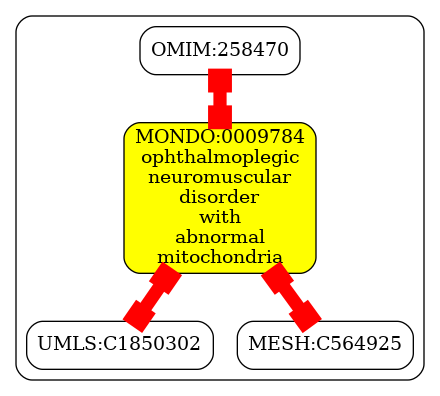 OMIM:258470
MONDO:0009784
ophthalmoplegic
neuromuscular
disorder
with
abnormal
mitochondria
UMLS:C1850302
MESH:C564925